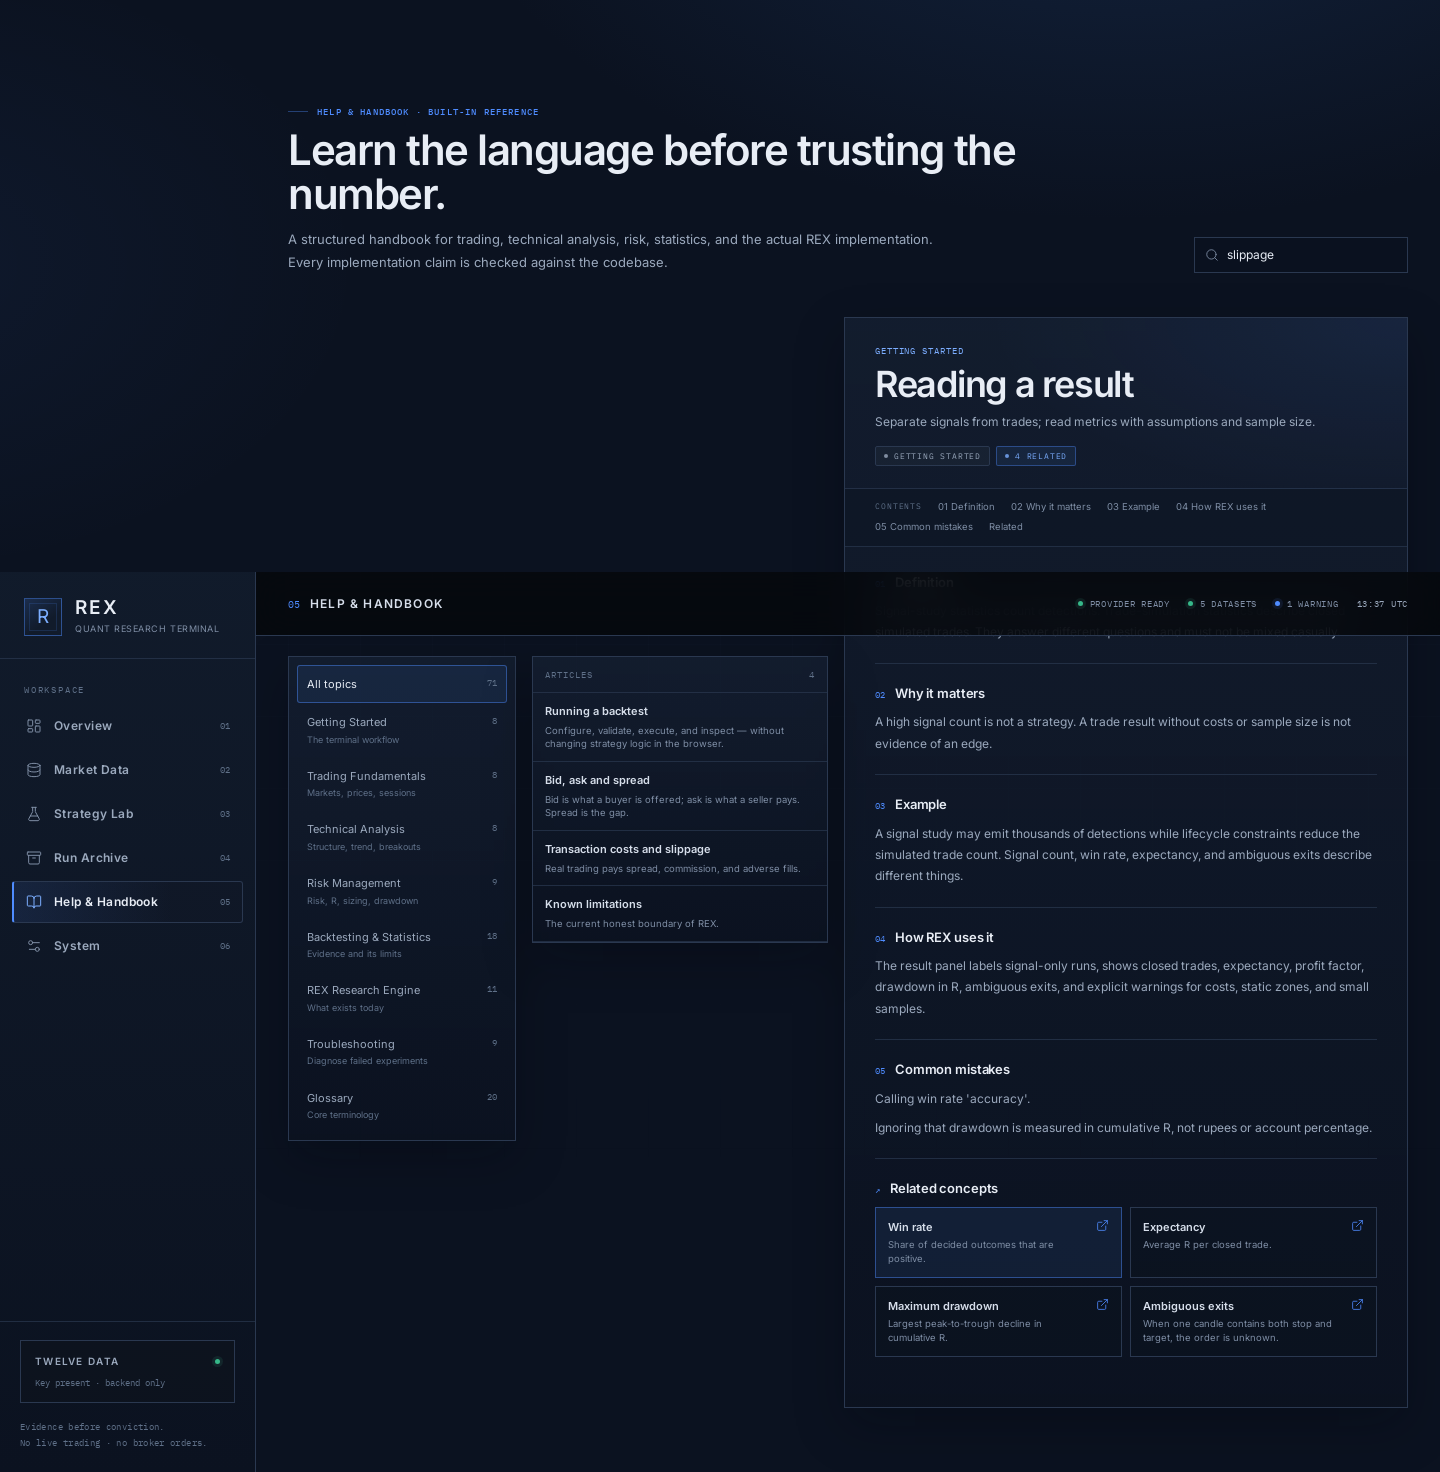 HELP & HANDBOOK · BUILT-IN REFERENCE
Learn the language before trusting the
number.
A structured handbook for trading, technical analysis, risk, statistics, and the actual REX implementation.
Every implementation claim is checked against the codebase.
slippage
GETTING STARTED
Reading a result
Separate signals from trades; read metrics with assumptions and sample size.
GETTING STARTED
4 RELATED
CONTENTS 01 Definition 02 Why it matters 03 Example 04 How REX uses it
05 Common mistakes Related
Definition
R
REX
QUANT RESEARCH TERMINAL
05 HELP & HANDBOOK
PROVIDER READY
5 DATASETS
1 WARNING
13:37 UTC
simulated trades. They answer different questions and must not be mixed casually.
WORKSPACE
Overview 01
Market Data 02
Strategy Lab 03
Run Archive 04
Help & Handbook 05
System 06
TWELVE DATA
Key present · backend only
Evidence before conviction.
No live trading · no broker orders.
All topics 71
Getting Started 8
The terminal workflow
Trading Fundamentals 8
Markets, prices, sessions
Technical Analysis 8
Structure, trend, breakouts
Risk Management 9
Risk, R, sizing, drawdown
Backtesting & Statistics 18
Evidence and its limits
REX Research Engine 11
What exists today
Troubleshooting 9
Diagnose failed experiments
Glossary 20
Core terminology
ARTICLES 4
Running a backtest
Configure, validate, execute, and inspect — without
changing strategy logic in the browser.
Bid, ask and spread
Bid is what a buyer is offered; ask is what a seller pays.
Spread is the gap.
Transaction costs and slippage
Real trading pays spread, commission, and adverse fills.
Known limitations
The current honest boundary of REX.
02 Why it matters
A high signal count is not a strategy. A trade result without costs or sample size is not
evidence of an edge.
03 Example
A signal study may emit thousands of detections while lifecycle constraints reduce the
simulated trade count. Signal count, win rate, expectancy, and ambiguous exits describe
different things.
04 How REX uses it
The result panel labels signal-only runs, shows closed trades, expectancy, profit factor,
drawdown in R, ambiguous exits, and explicit warnings for costs, static zones, and small
samples.
05 Common mistakes
Calling win rate 'accuracy'.
Ignoring that drawdown is measured in cumulative R, not rupees or account percentage.
↗ Related concepts
Win rate
Share of decided outcomes that are
positive.
Expectancy
Average R per closed trade.
Maximum drawdown
Largest peak-to-trough decline in
cumulative R.
Ambiguous exits
When one candle contains both stop and
target, the order is unknown.